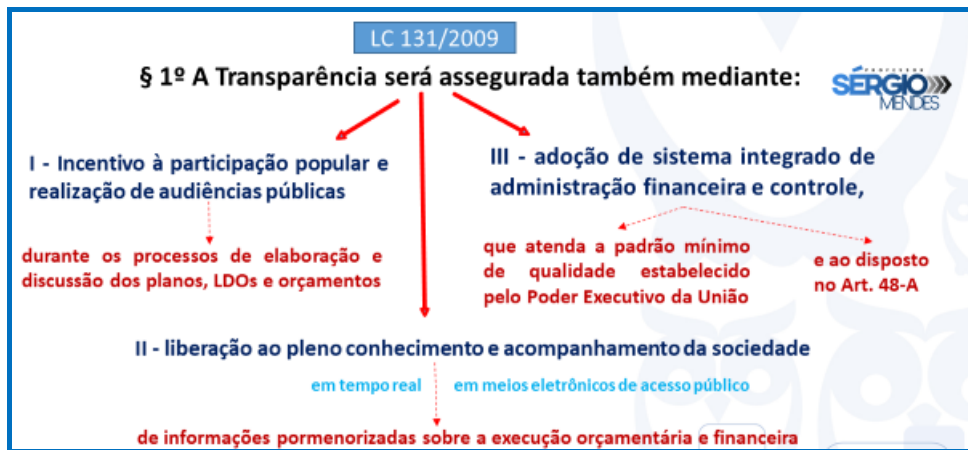 LC 131/2009
§ 1º A Transparência será assegurada também mediante:
PROFESSOR
SÉRGIO
MENDES
I - Incentivo à participação popular e
realização de audiências públicas
durante os processos de elaboração e
discussão dos planos, LDOs e orçamentos
III - adoção de sistema integrado de
administração financeira e controle,
que atenda a padrão mínimo
de qualidade estabelecido
pelo Poder Executivo da União
e ao disposto
no Art. 48-A
II - liberação ao pleno conhecimento e acompanhamento da sociedade
em tempo real
em meios eletrônicos de acesso público
de informações pormenorizadas sobre a execução orçamentária e financeira